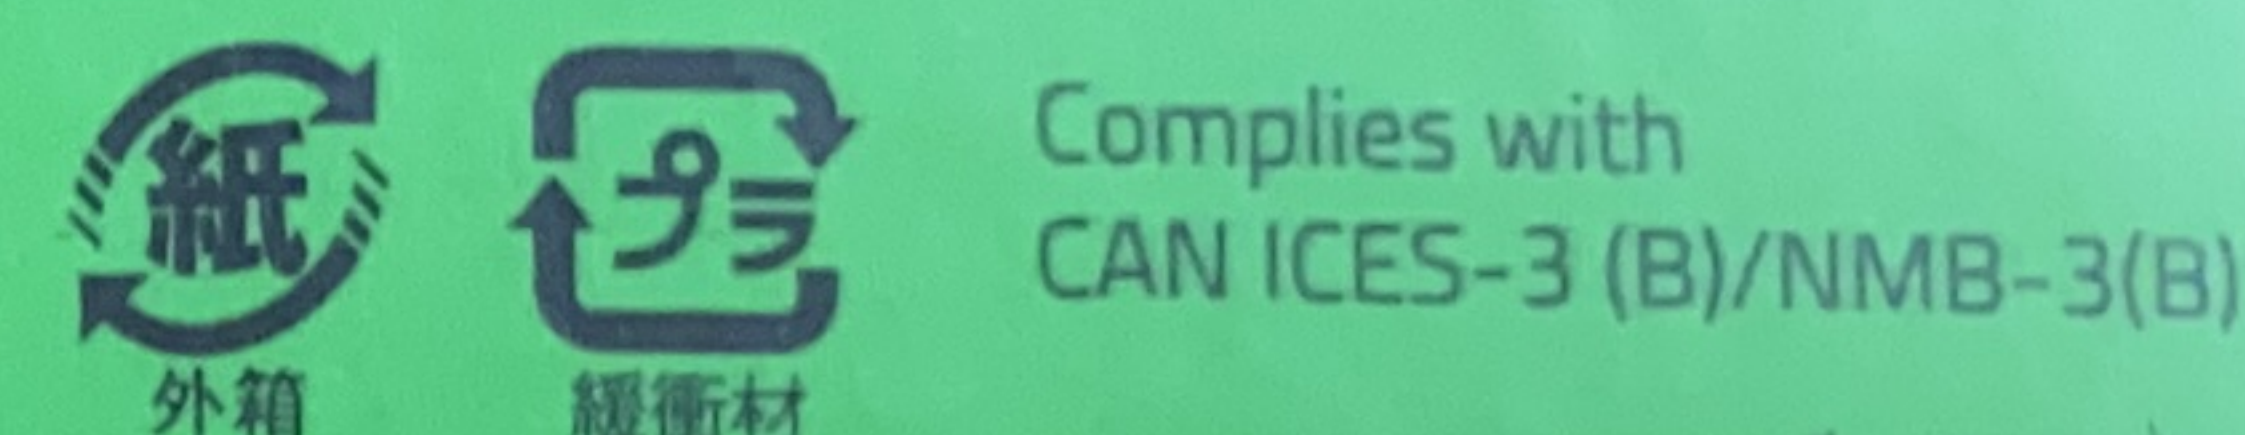 紙
プラ
外箱
緩衝材
Complies with
CAN ICES-3 (B)/NMB-3(B)